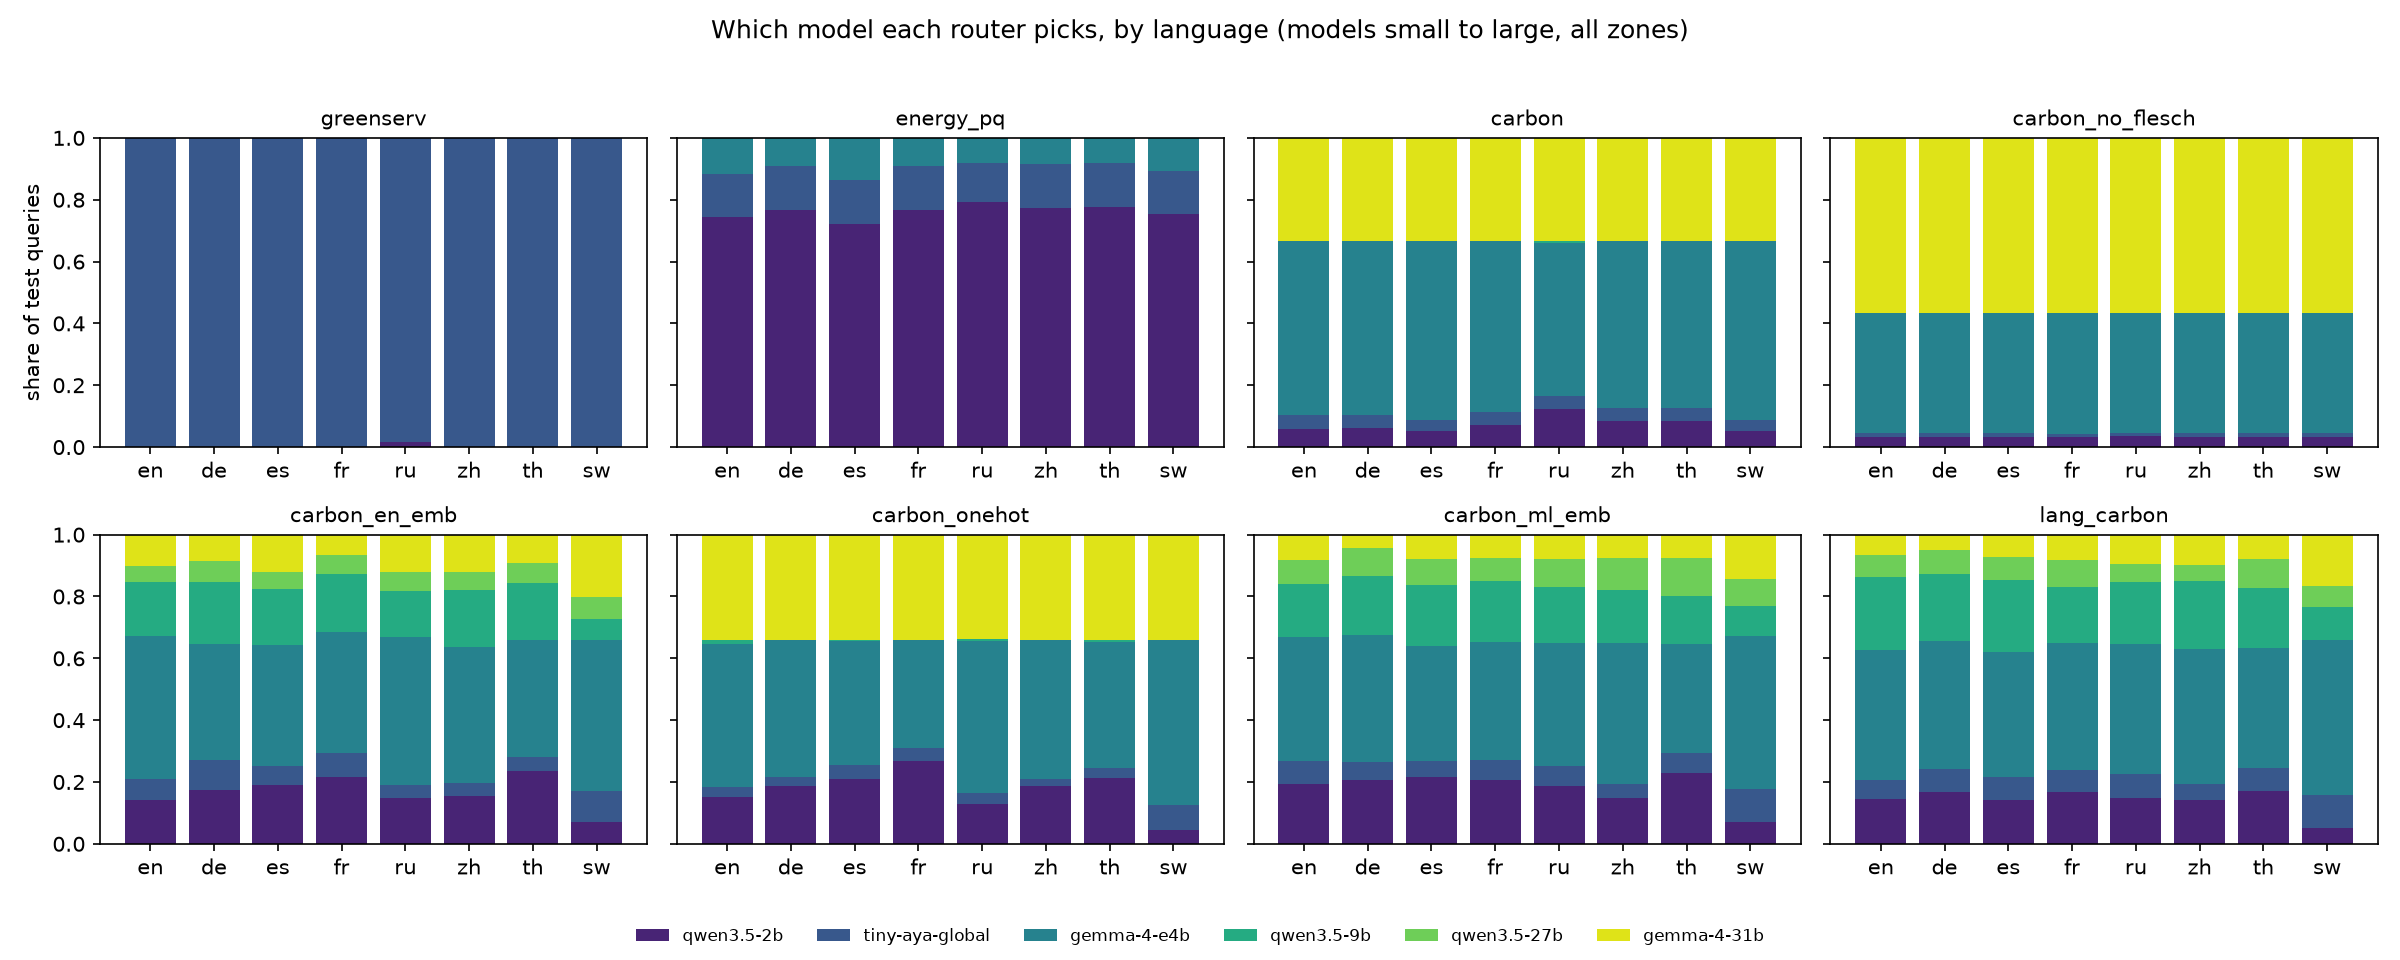 Which model each router picks, by language (models small to large, all zones)
greenserv
energy_pq
carbon
carbon_no_flesch
share of test queries
1.0
0.8
0.6
0.4
0.2
0.0
en de es fr ru zh th sw
en de es fr ru zh th sw
en de es fr ru zh th sw
en de es fr ru zh th sw
carbon_en_emb
carbon_onehot
carbon_ml_emb
lang_carbon
1.0
0.8
0.6
0.4
0.2
0.0
en de es fr ru zh th sw
en de es fr ru zh th sw
en de es fr ru zh th sw
en de es fr ru zh th sw
qwen3.5-2b tiny-aya-global gemma-4-e4b qwen3.5-9b qwen3.5-27b gemma-4-31b